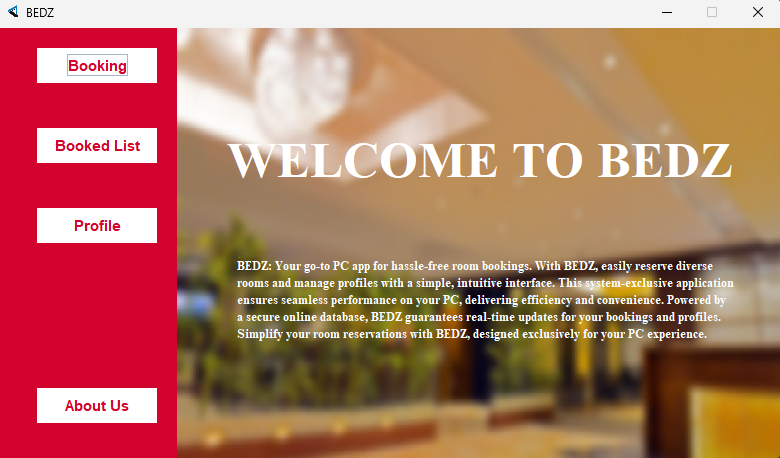 BEDZ
Booking
Booked List
Profile
About Us
WELCOME TO BEDZ
BEDZ: Your go-to PC app for hassle-free room bookings. With BEDZ, easily reserve diverse
rooms and manage profiles with a simple, intuitive interface. This system-exclusive application
ensures seamless performance on your PC, delivering efficiency and convenience. Powered by
a secure online database, BEDZ guarantees real-time updates for your bookings and profiles.
Simplify your room reservations with BEDZ, designed exclusively for your PC experience.